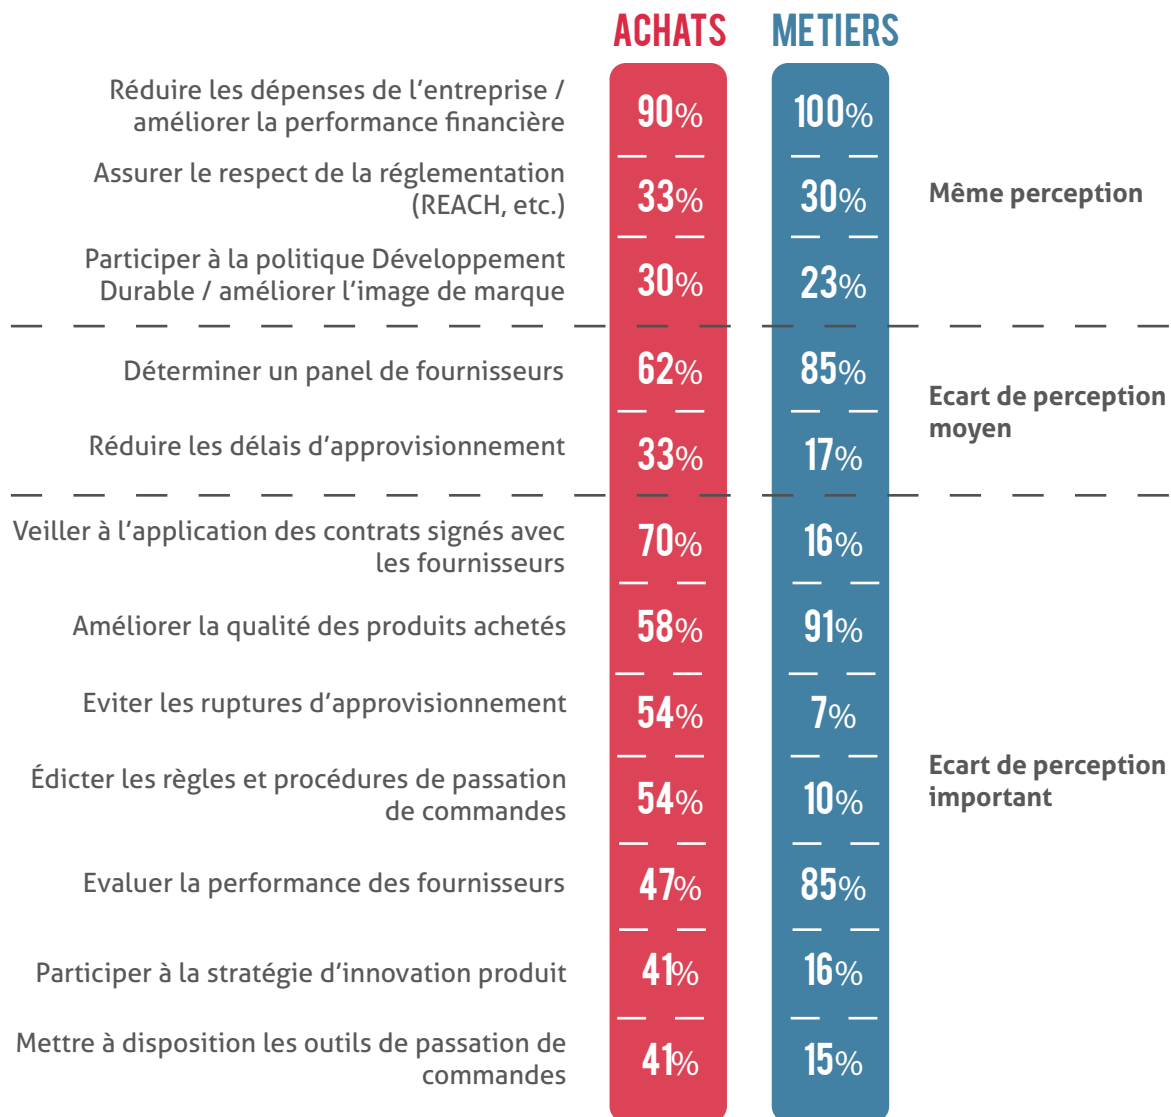 ACHATS METIERS
Réduire les dépenses de l'entreprise /
améliorer la performance financière
90% 100%
Assurer le respect de la réglementation
(REACH, etc.)
33% 30%
Même perception
Participer à la politique Développement
Durable / améliorer l'image de marque
30% 23%
Déterminer un panel de fournisseurs
62% 85%
Ecart de perception
moyen
Réduire les délais d'approvisionnement
33% 17%
Veiller à l'application des contrats signés avec
les fournisseurs
70% 16%
Améliorer la qualité des produits achetés
58% 91%
Eviter les ruptures d'approvisionnement
54% 7%
Édicter les règles et procédures de passation
de commandes
54% 10%
Ecart de perception
important
Evaluer la performance des fournisseurs
47% 85%
Participer à la stratégie d'innovation produit
41% 16%
Mettre à disposition les outils de passation de
commandes
41% 15%